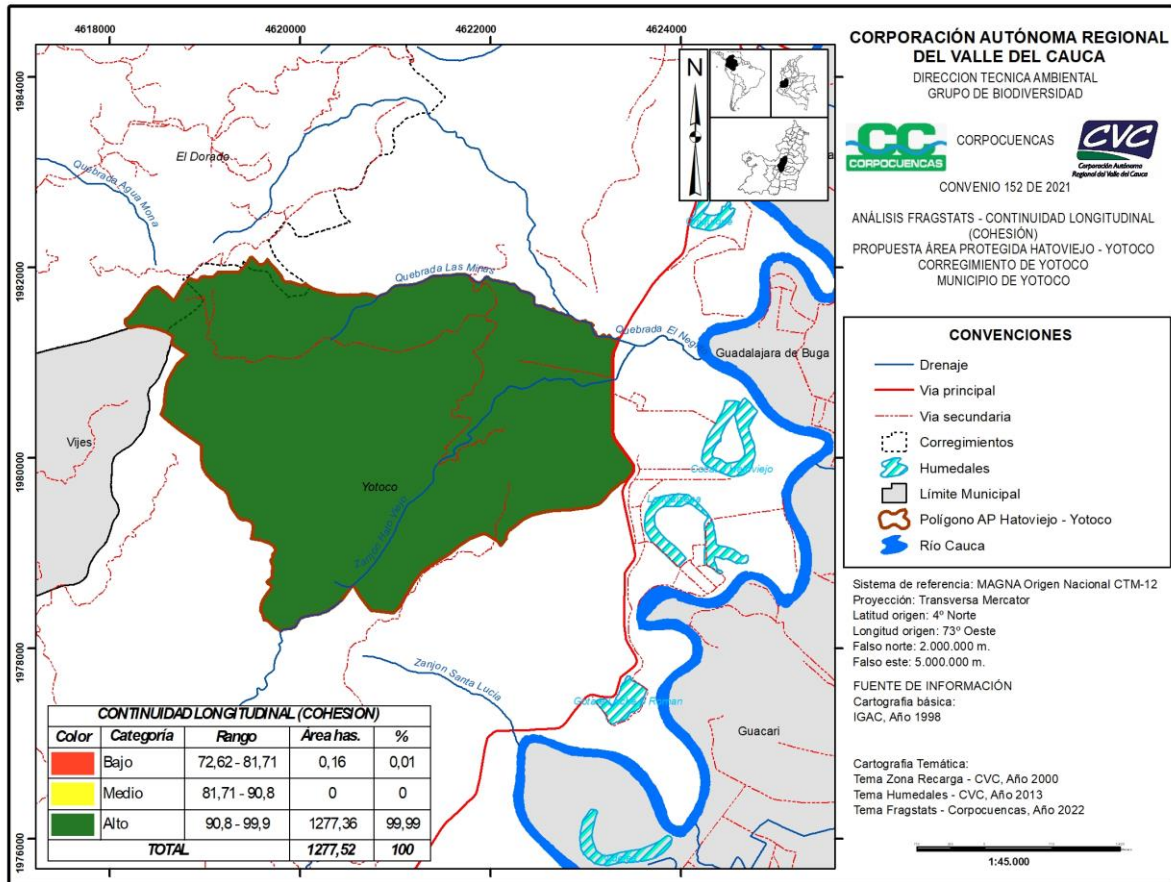 4618000
4620000
4622000
4624000
1984000
1982000
1980000
1978000
1976000
N
El Dorado
Quebrada Agua Mona
Quebrada Las Minas
Quebrada El Negrito
Guadalajara de Buga
Vijes
Yotoco
Zanjon Hato Viejo
Zanjon Santa Lucía
Guacari
CONTINUIDAD LONGITUDINAL (COHESION)
Color Categoría Rango Área has. %
Bajo 72,62 - 81,71 0,16 0,01
Medio 81,71 - 90,8 0 0
Alto 90,8 - 99,9 1277,36 99,99
TOTAL 1277,52 100
CORPORACIÓN AUTÓNOMA REGIONAL
DEL VALLE DEL CAUCA
DIRECCION TECNICA AMBIENTAL
GRUPO DE BIODIVERSIDAD
CC
CORPOCUENCAS
CORPOCUENCAS
CVC
Corporación Autónoma
Regional del Valle del Cauca
CONVENIO 152 DE 2021
ANÁLISIS FRAGSTATS - CONTINUIDAD LONGITUDINAL
(COHESIÓN)
PROPUESTA ÁREA PROTEGIDA HATOVIEJO - YOTOCO
CORREGIMIENTO DE YOTOCO
MUNICIPIO DE YOTOCO
CONVENCIONES
Drenaje
Via principal
Via secundaria
Corregimientos
Humedales
Límite Municipal
Polígono AP Hatoviejo - Yotoco
Río Cauca
Sistema de referencia: MAGNA Origen Nacional CTM-12
Proyección: Transversa Mercator
Latitud origen: 4º Norte
Longitud origen: 73º Oeste
Falso norte: 2.000.000 m.
Falso este: 5.000.000 m.
FUENTE DE INFORMACIÓN
Cartografia básica:
IGAC, Año 1998
Cartografía Temática:
Tema Zona Recarga - CVC, Año 2000
Tema Humedales - CVC, Año 2013
Tema Fragstats - Corpocuencas, Año 2022
1:45.000